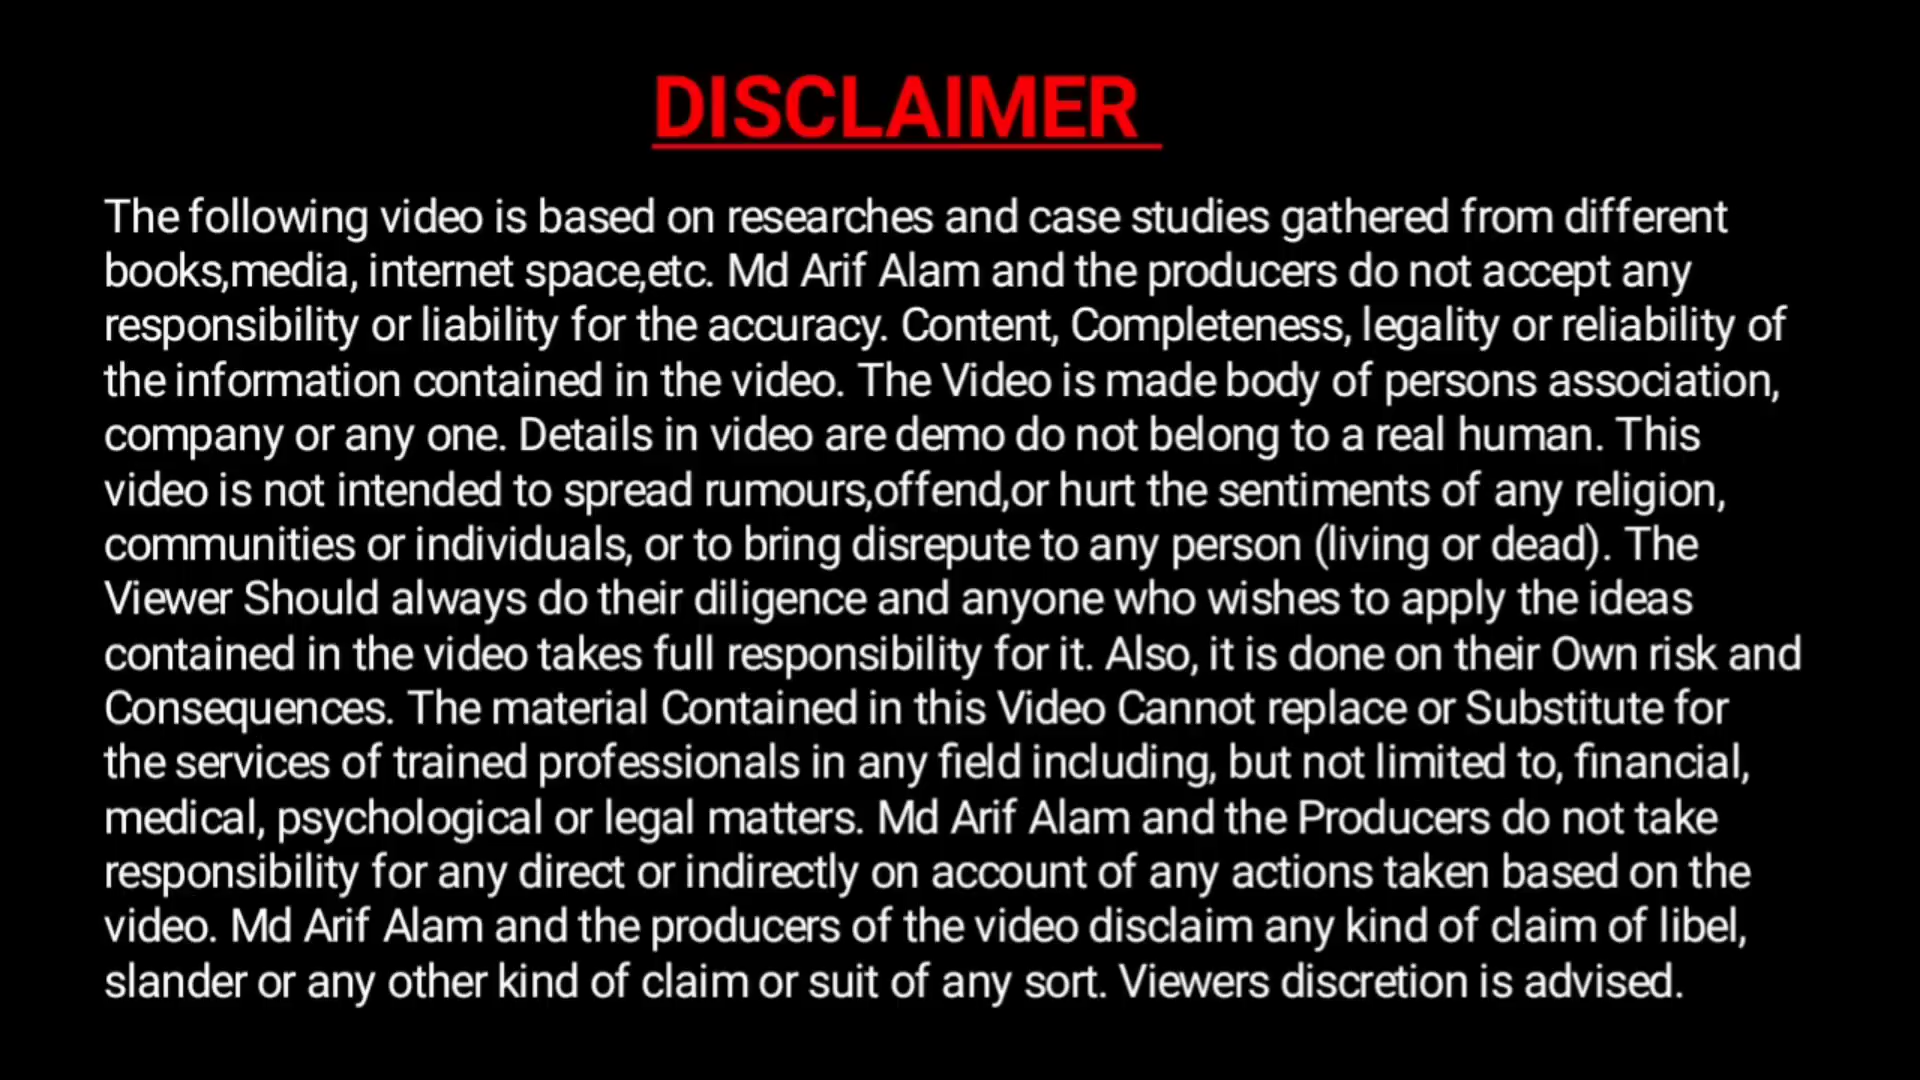 DISCLAIMER
The following video is based on researches and case studies gathered from different
books,media, internet space,etc. Md Arif Alam and the producers do not accept any
responsibility or liability for the accuracy. Content, Completeness, legality or reliability of
the information contained in the video. The Video is made body of persons association,
company or any one. Details in video are demo do not belong to a real human. This
video is not intended to spread rumours,offend,or hurt the sentiments of any religion,
communities or individuals, or to bring disrepute to any person (living or dead). The
Viewer Should always do their diligence and anyone who wishes to apply the ideas
contained in the video takes full responsibility for it. Also, it is done on their Own risk and
Consequences. The material Contained in this Video Cannot replace or Substitute for
the services of trained professionals in any field including, but not limited to, financial,
medical, psychological or legal matters. Md Arif Alam and the Producers do not take
responsibility for any direct or indirectly on account of any actions taken based on the
video. Md Arif Alam and the producers of the video disclaim any kind of claim of libel,
slander or any other kind of claim or suit of any sort. Viewers discretion is advised.